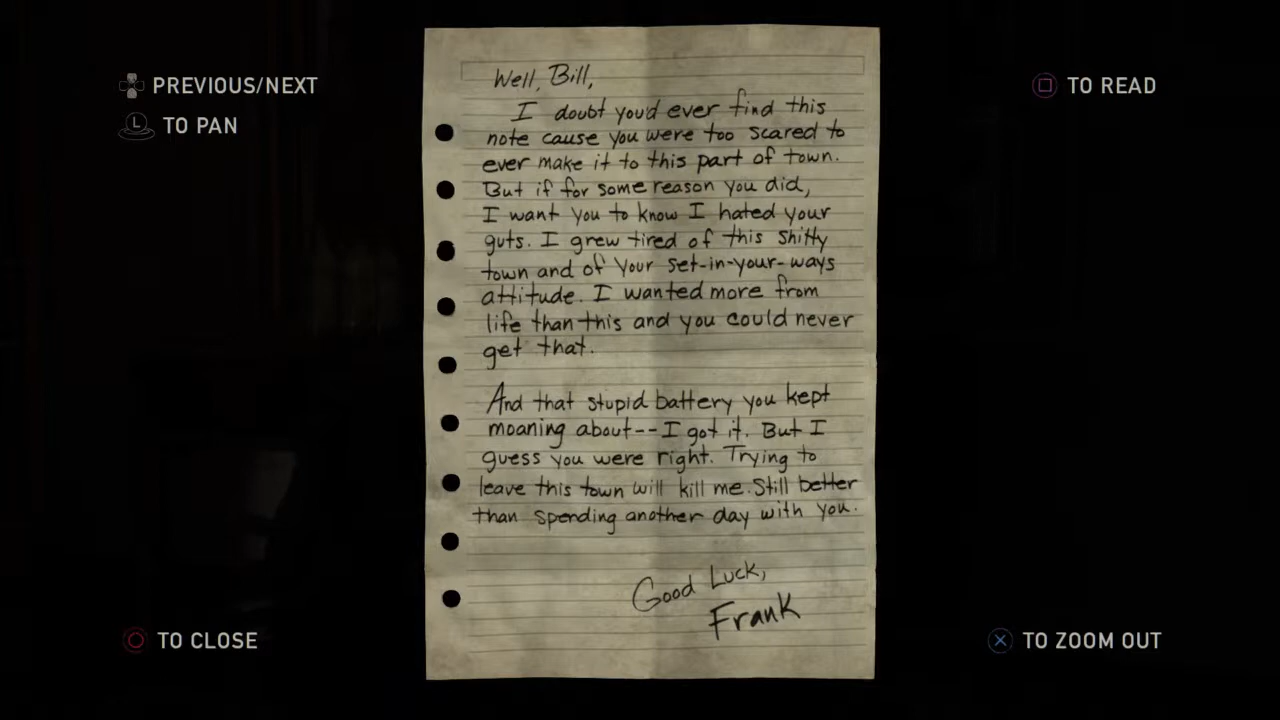 PREVIOUS/NEXT
L TO PAN
TO READ
Well, Bill,
I doubt you'd ever find this
note cause you were too scared to
ever make it to this part of town.
But if for some reason you did,
I want you to know I hated your
guts. I grew tired of this shitty
town and of your set-in-your-ways
attitude. I wanted more from
life than this and you could never
get that.
And that stupid battery you kept
moaning about--I got it. But I
guess you were right. Trying to
leave this town will kill me. Still better
than spending another day with you.
Good Luck,
Frank
TO CLOSE
TO ZOOM OUT